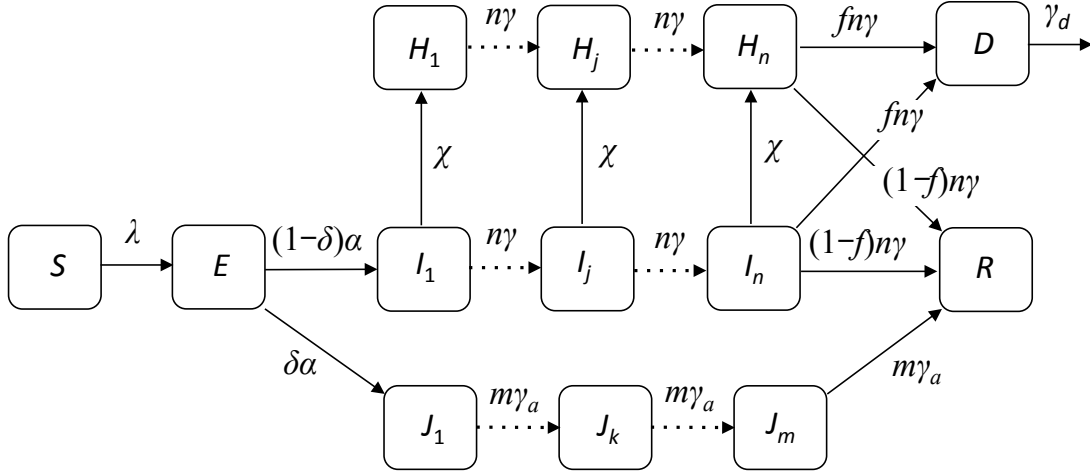 nγ nγ fnγ γd
H1 Hj Hn D
fnγ
χ χ χ
(1−f)nγ
λ (1−δ)α nγ nγ (1−f)nγ
S E I1 Ij In R
δα
mγa mγa mγa
J1 Jk Jm